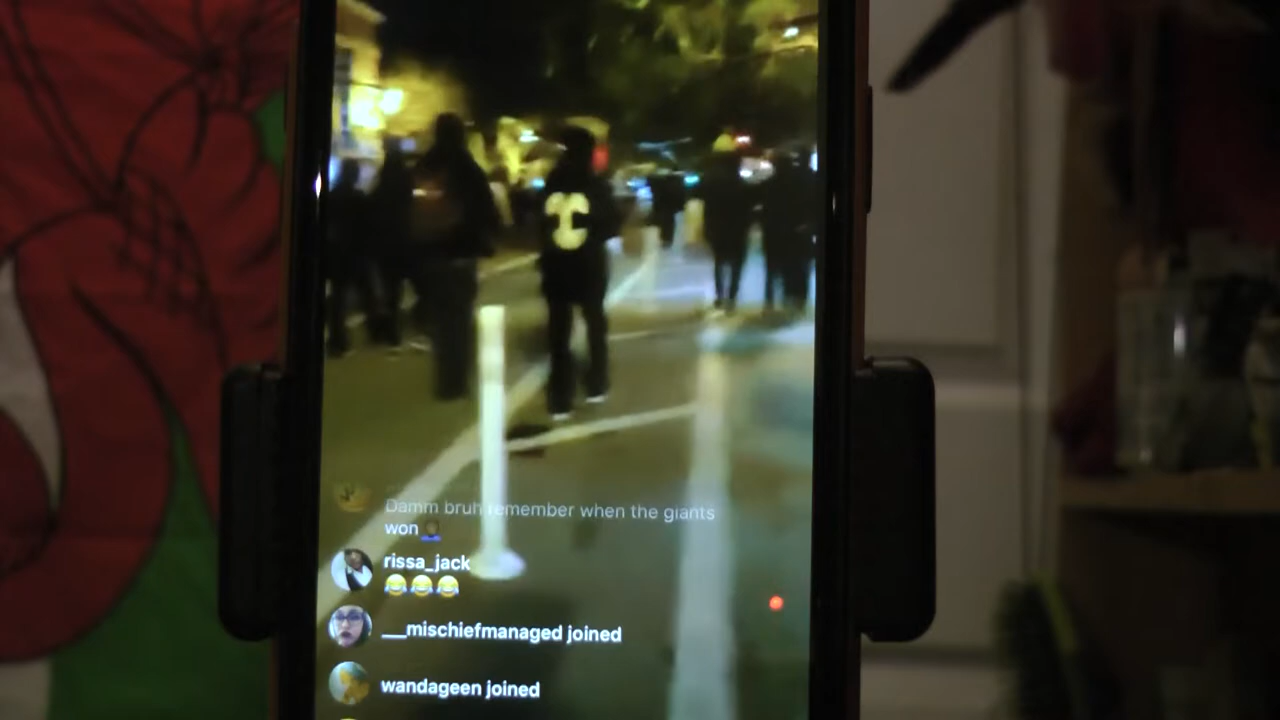 Damm bruh remember when the giants
won
rissa_jack
__mischiefmanaged joined
wandageen joined